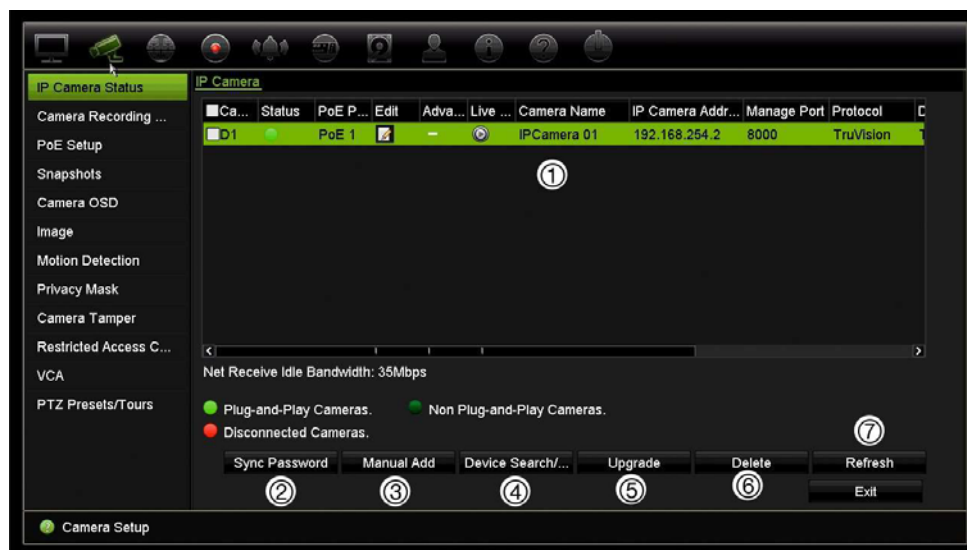 IP Camera Status
IP Camera
Ca... Status PoE P... Edit Adva... Live ... Camera Name IP Camera Addr... Manage Port Protocol D
Camera Recording ...
D1 PoE 1 – IPCamera 01 192.168.254.2 8000 TruVision T
PoE Setup
①
Snapshots
Camera OSD
Image
Motion Detection
Privacy Mask
Camera Tamper
Restricted Access C...
VCA
PTZ Presets/Tours
Net Receive Idle Bandwidth: 35Mbps
Plug-and-Play Cameras. Non Plug-and-Play Cameras.
Disconnected Cameras.
⑦
Sync Password Manual Add Device Search/... Upgrade Delete Refresh
② ③ ④ ⑤ ⑥
Exit
Camera Setup